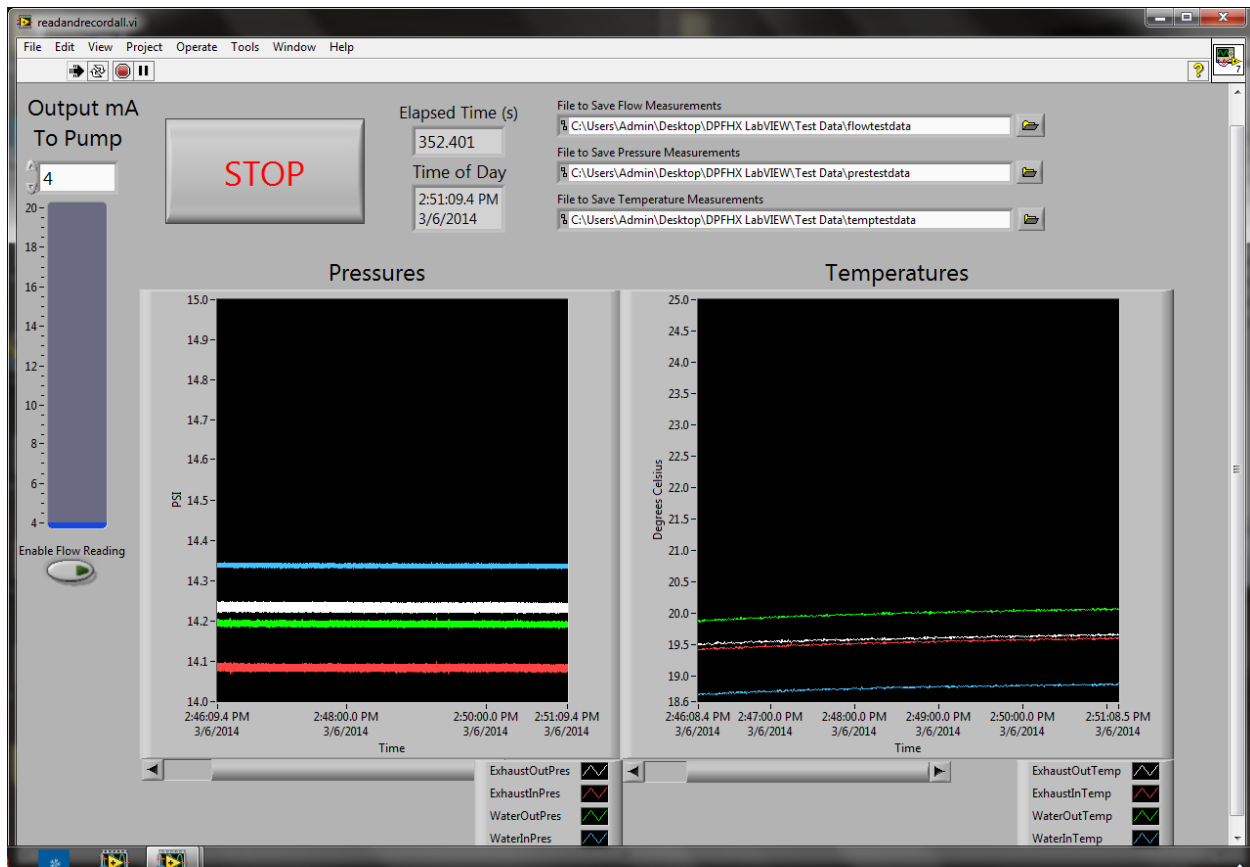 readandrecordall.vi
File Edit View Project Operate Tools Window Help
7
Output mA
To Pump
4
20
18
16
14
12
10
8
6
4
Enable Flow Reading
STOP
Elapsed Time (s)
352.401
Time of Day
2:51:09.4 PM
3/6/2014
File to Save Flow Measurements
C:\Users\Admin\Desktop\DPFHX LabVIEW\Test Data\flowtestdata
File to Save Pressure Measurements
C:\Users\Admin\Desktop\DPFHX LabVIEW\Test Data\prestestdata
File to Save Temperature Measurements
C:\Users\Admin\Desktop\DPFHX LabVIEW\Test Data\temptestdata
Pressures
15.0
14.9
14.8
14.7
14.6
14.5
14.4
14.3
14.2
14.1
14.0
PSI
2:46:09.4 PM 2:48:00.0 PM 2:50:00.0 PM 2:51:09.4 PM
3/6/2014 3/6/2014 3/6/2014 3/6/2014
Time
ExhaustOutPres
ExhaustInPres
WaterOutPres
WaterInPres
Temperatures
25.0
24.5
24.0
23.5
23.0
22.5
22.0
21.5
21.0
20.5
20.0
19.5
19.0
18.6
Degrees Celsius
2:46:08.4 PM 2:47:00.0 PM 2:48:00.0 PM 2:49:00.0 PM 2:50:00.0 PM 2:51:08.5 PM
3/6/2014 3/6/2014 3/6/2014 3/6/2014 3/6/2014 3/6/2014
Time
ExhaustOutTemp
ExhaustInTemp
WaterOutTemp
WaterInTemp